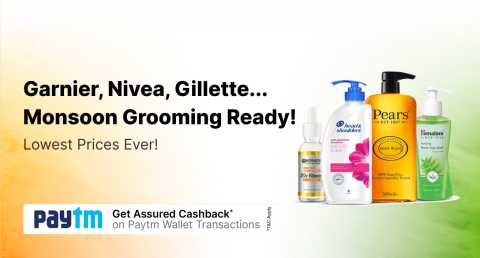 Garnier, Nivea, Gillette...
Monsoon Grooming Ready!
Lowest Prices Ever!
paytm
Get Assured Cashback*
on Paytm Wallet Transactions
*T&C Apply
GARNIER
head & shoulders
Pears
Himalaya